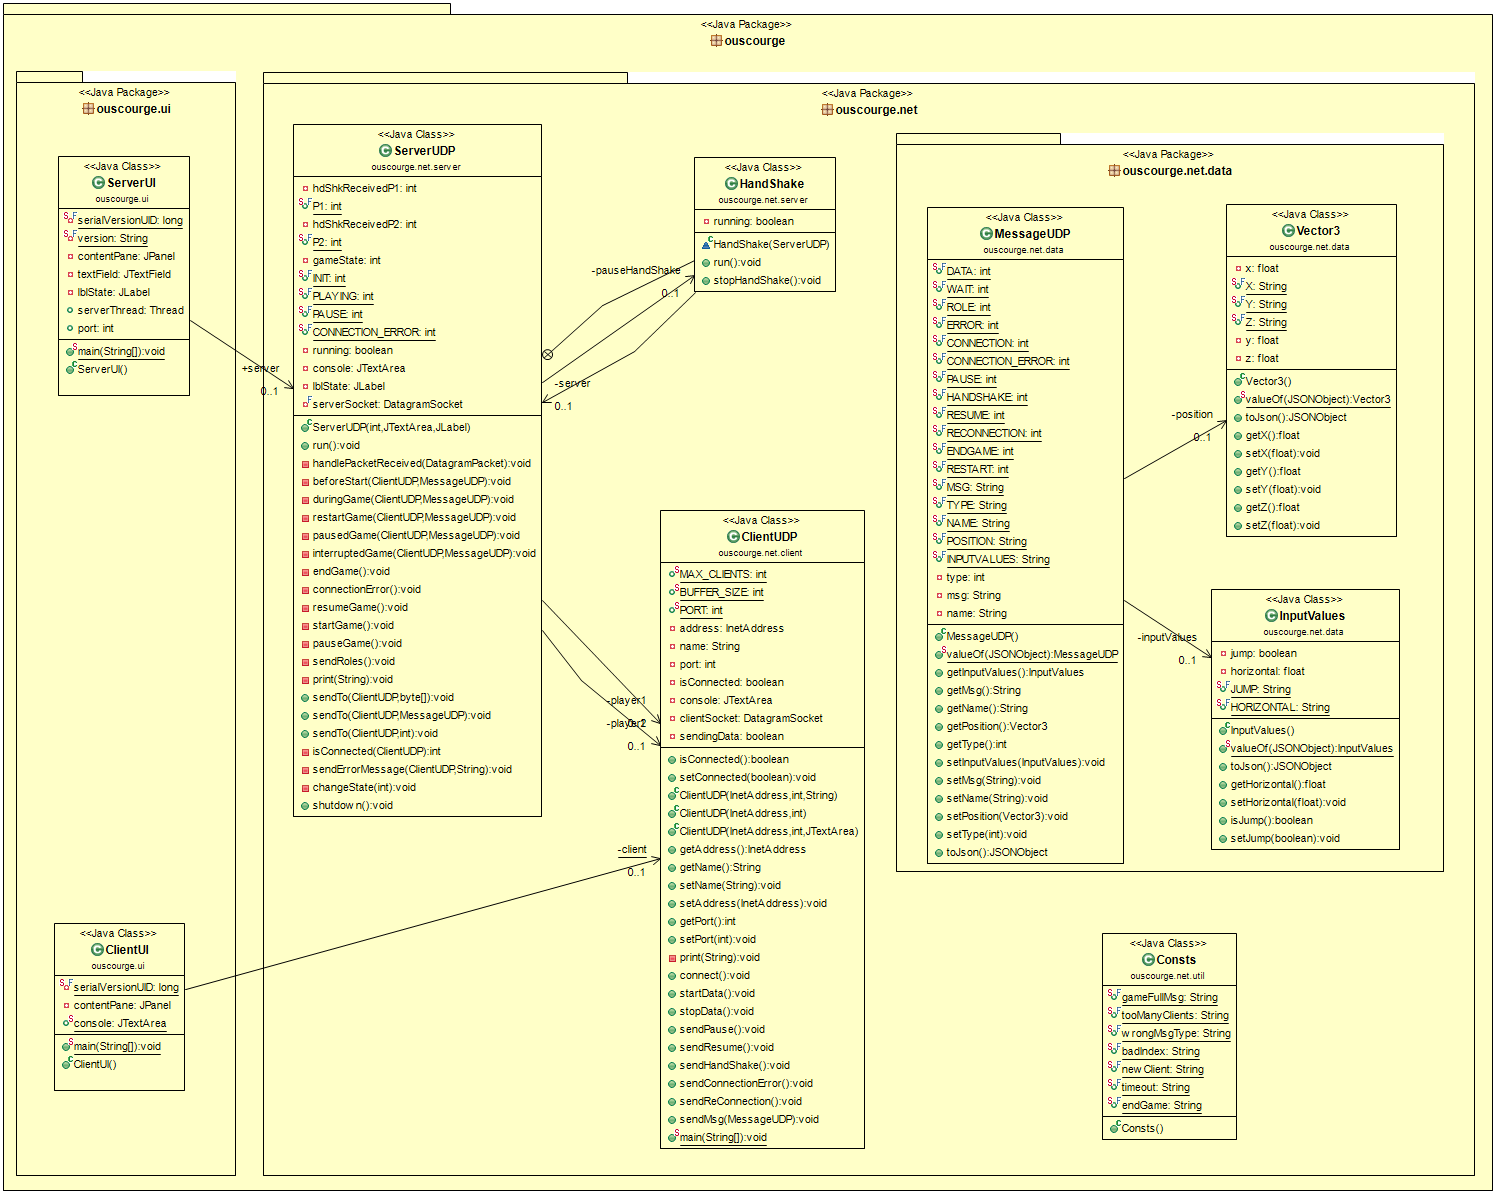 <<Java Package>>
ouscourge
<<Java Package>>
ouscourge.ui
<<Java Class>>
ServerUI
ouscourge.ui
serialVersionUID: long
version: String
contentPane: JPanel
textField: JTextField
lblState: JLabel
serverThread: Thread
port: int
main(String[]):void
ServerUI()
+server
0..1
<<Java Class>>
ClientUI
ouscourge.ui
serialVersionUID: long
contentPane: JPanel
console: JTextArea
main(String[]):void
ClientUI()
<<Java Package>>
ouscourge.net
<<Java Class>>
ServerUDP
ouscourge.net.server
hdShkReceivedP1: int
P1: int
hdShkReceivedP2: int
P2: int
gameState: int
INIT: int
PLAYING: int
PAUSE: int
CONNECTION_ERROR: int
running: boolean
console: JTextArea
lblState: JLabel
serverSocket: DatagramSocket
ServerUDP(int,JTextArea,JLabel)
run():void
handlePacketReceived(DatagramPacket):void
beforeStart(ClientUDP,MessageUDP):void
duringGame(ClientUDP,MessageUDP):void
restartGame(ClientUDP,MessageUDP):void
pausedGame(ClientUDP,MessageUDP):void
interruptedGame(ClientUDP,MessageUDP):void
endGame():void
connectionError():void
resumeGame():void
startGame():void
pauseGame():void
sendRoles():void
print(String):void
sendTo(ClientUDP,byte[]):void
sendTo(ClientUDP,MessageUDP):void
sendTo(ClientUDP,int):void
isConnected(ClientUDP):int
sendErrorMessage(ClientUDP,String):void
changeState(int):void
shutdown():void
<<Java Class>>
HandShake
ouscourge.net.server
running: boolean
HandShake(ServerUDP)
run():void
stopHandShake():void
-pauseHandShake
0..1
-server
0..1
<<Java Class>>
ClientUDP
ouscourge.net.client
MAX_CLIENTS: int
BUFFER_SIZE: int
PORT: int
address: InetAddress
name: String
port: int
isConnected: boolean
console: JTextArea
clientSocket: DatagramSocket
sendingData: boolean
isConnected():boolean
setConnected(boolean):void
ClientUDP(InetAddress,int,String)
ClientUDP(InetAddress,int)
ClientUDP(InetAddress,int,JTextArea)
getAddress():InetAddress
getName():String
setName(String):void
setAddress(InetAddress):void
getPort():int
setPort(int):void
print(String):void
connect():void
startData():void
stopData():void
sendPause():void
sendResume():void
sendHandShake():void
sendConnectionError():void
sendReConnection():void
sendMsg(MessageUDP):void
main(String[]):void
-player1
0..1
-player2
0..1
-client
0..1
<<Java Package>>
ouscourge.net.data
<<Java Class>>
MessageUDP
ouscourge.net.data
DATA: int
WAIT: int
ROLE: int
ERROR: int
CONNECTION: int
CONNECTION_ERROR: int
PAUSE: int
HANDSHAKE: int
RESUME: int
RECONNECTION: int
ENDGAME: int
RESTART: int
MSG: String
TYPE: String
NAME: String
POSITION: String
INPUTVALUES: String
type: int
msg: String
name: String
MessageUDP()
valueOf(JSONObject):MessageUDP
getInputValues():InputValues
getMsg():String
getName():String
getPosition():Vector3
getType():int
setInputValues(InputValues):void
setMsg(String):void
setName(String):void
setPosition(Vector3):void
setType(int):void
toJson():JSONObject
-position
0..1
-inputValues
0..1
<<Java Class>>
Vector3
ouscourge.net.data
x: float
X: String
Y: String
Z: String
y: float
z: float
Vector3()
valueOf(JSONObject):Vector3
toJson():JSONObject
getX():float
setX(float):void
getY():float
setY(float):void
getZ():float
setZ(float):void
<<Java Class>>
InputValues
ouscourge.net.data
jump: boolean
horizontal: float
JUMP: String
HORIZONTAL: String
InputValues()
valueOf(JSONObject):InputValues
toJson():JSONObject
getHorizontal():float
setHorizontal(float):void
isJump():boolean
setJump(boolean):void
<<Java Class>>
Consts
ouscourge.net.util
gameFullMsg: String
tooManyClients: String
wrongMsgType: String
badIndex: String
newClient: String
timeout: String
endGame: String
Consts()